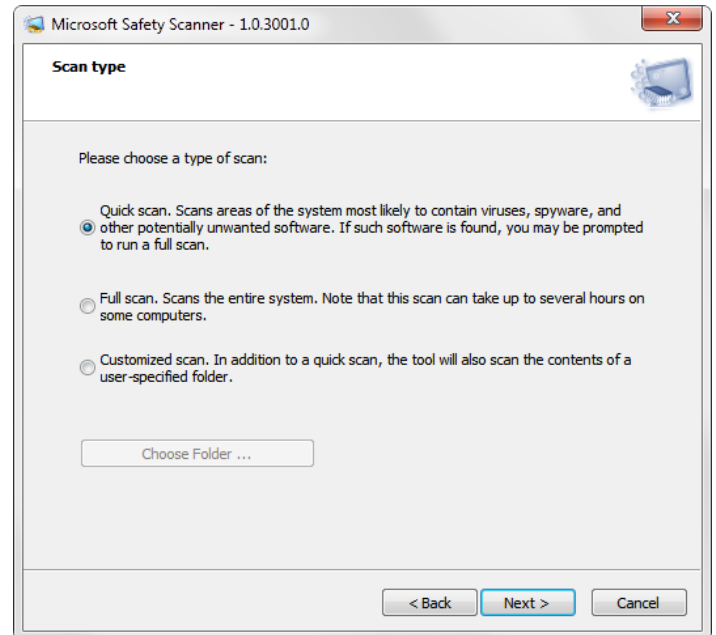 Microsoft Safety Scanner - 1.0.3001.0
Scan type
Please choose a type of scan:
Quick scan. Scans areas of the system most likely to contain viruses, spyware, and
other potentially unwanted software. If such software is found, you may be prompted
to run a full scan.
Full scan. Scans the entire system. Note that this scan can take up to several hours on
some computers.
Customized scan. In addition to a quick scan, the tool will also scan the contents of a
user-specified folder.
Choose Folder ...
< Back Next > Cancel